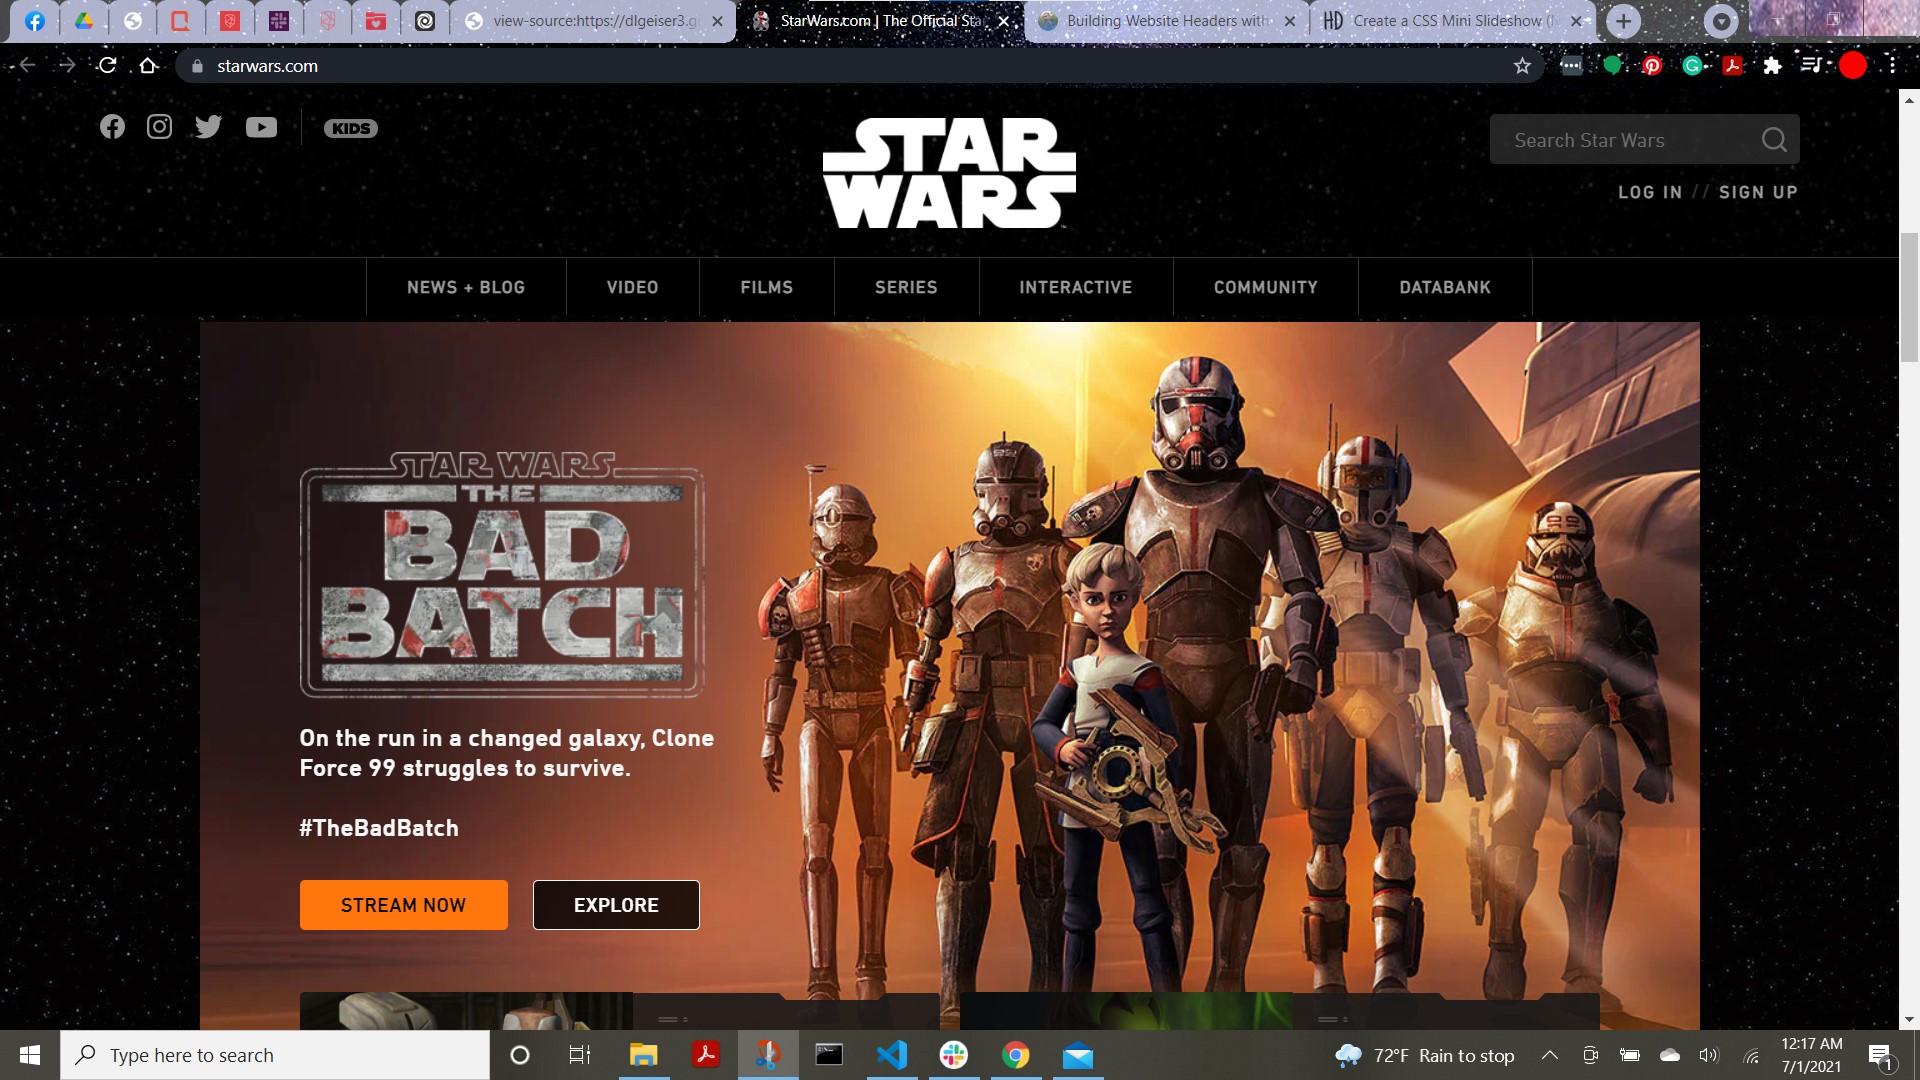 view-source:https://dlgeiser3.g
StarWars.com | The Official Sta
Building Website Headers with
HD Create a CSS Mini Slideshow (
starwars.com
KIDS
STAR WARS
Search Star Wars
LOG IN // SIGN UP
NEWS + BLOG
VIDEO
FILMS
SERIES
INTERACTIVE
COMMUNITY
DATABANK
STAR WARS
THE
BAD
BATCH
On the run in a changed galaxy, Clone
Force 99 struggles to survive.
#TheBadBatch
STREAM NOW
EXPLORE
Type here to search
72°F Rain to stop
12:17 AM
7/1/2021
1